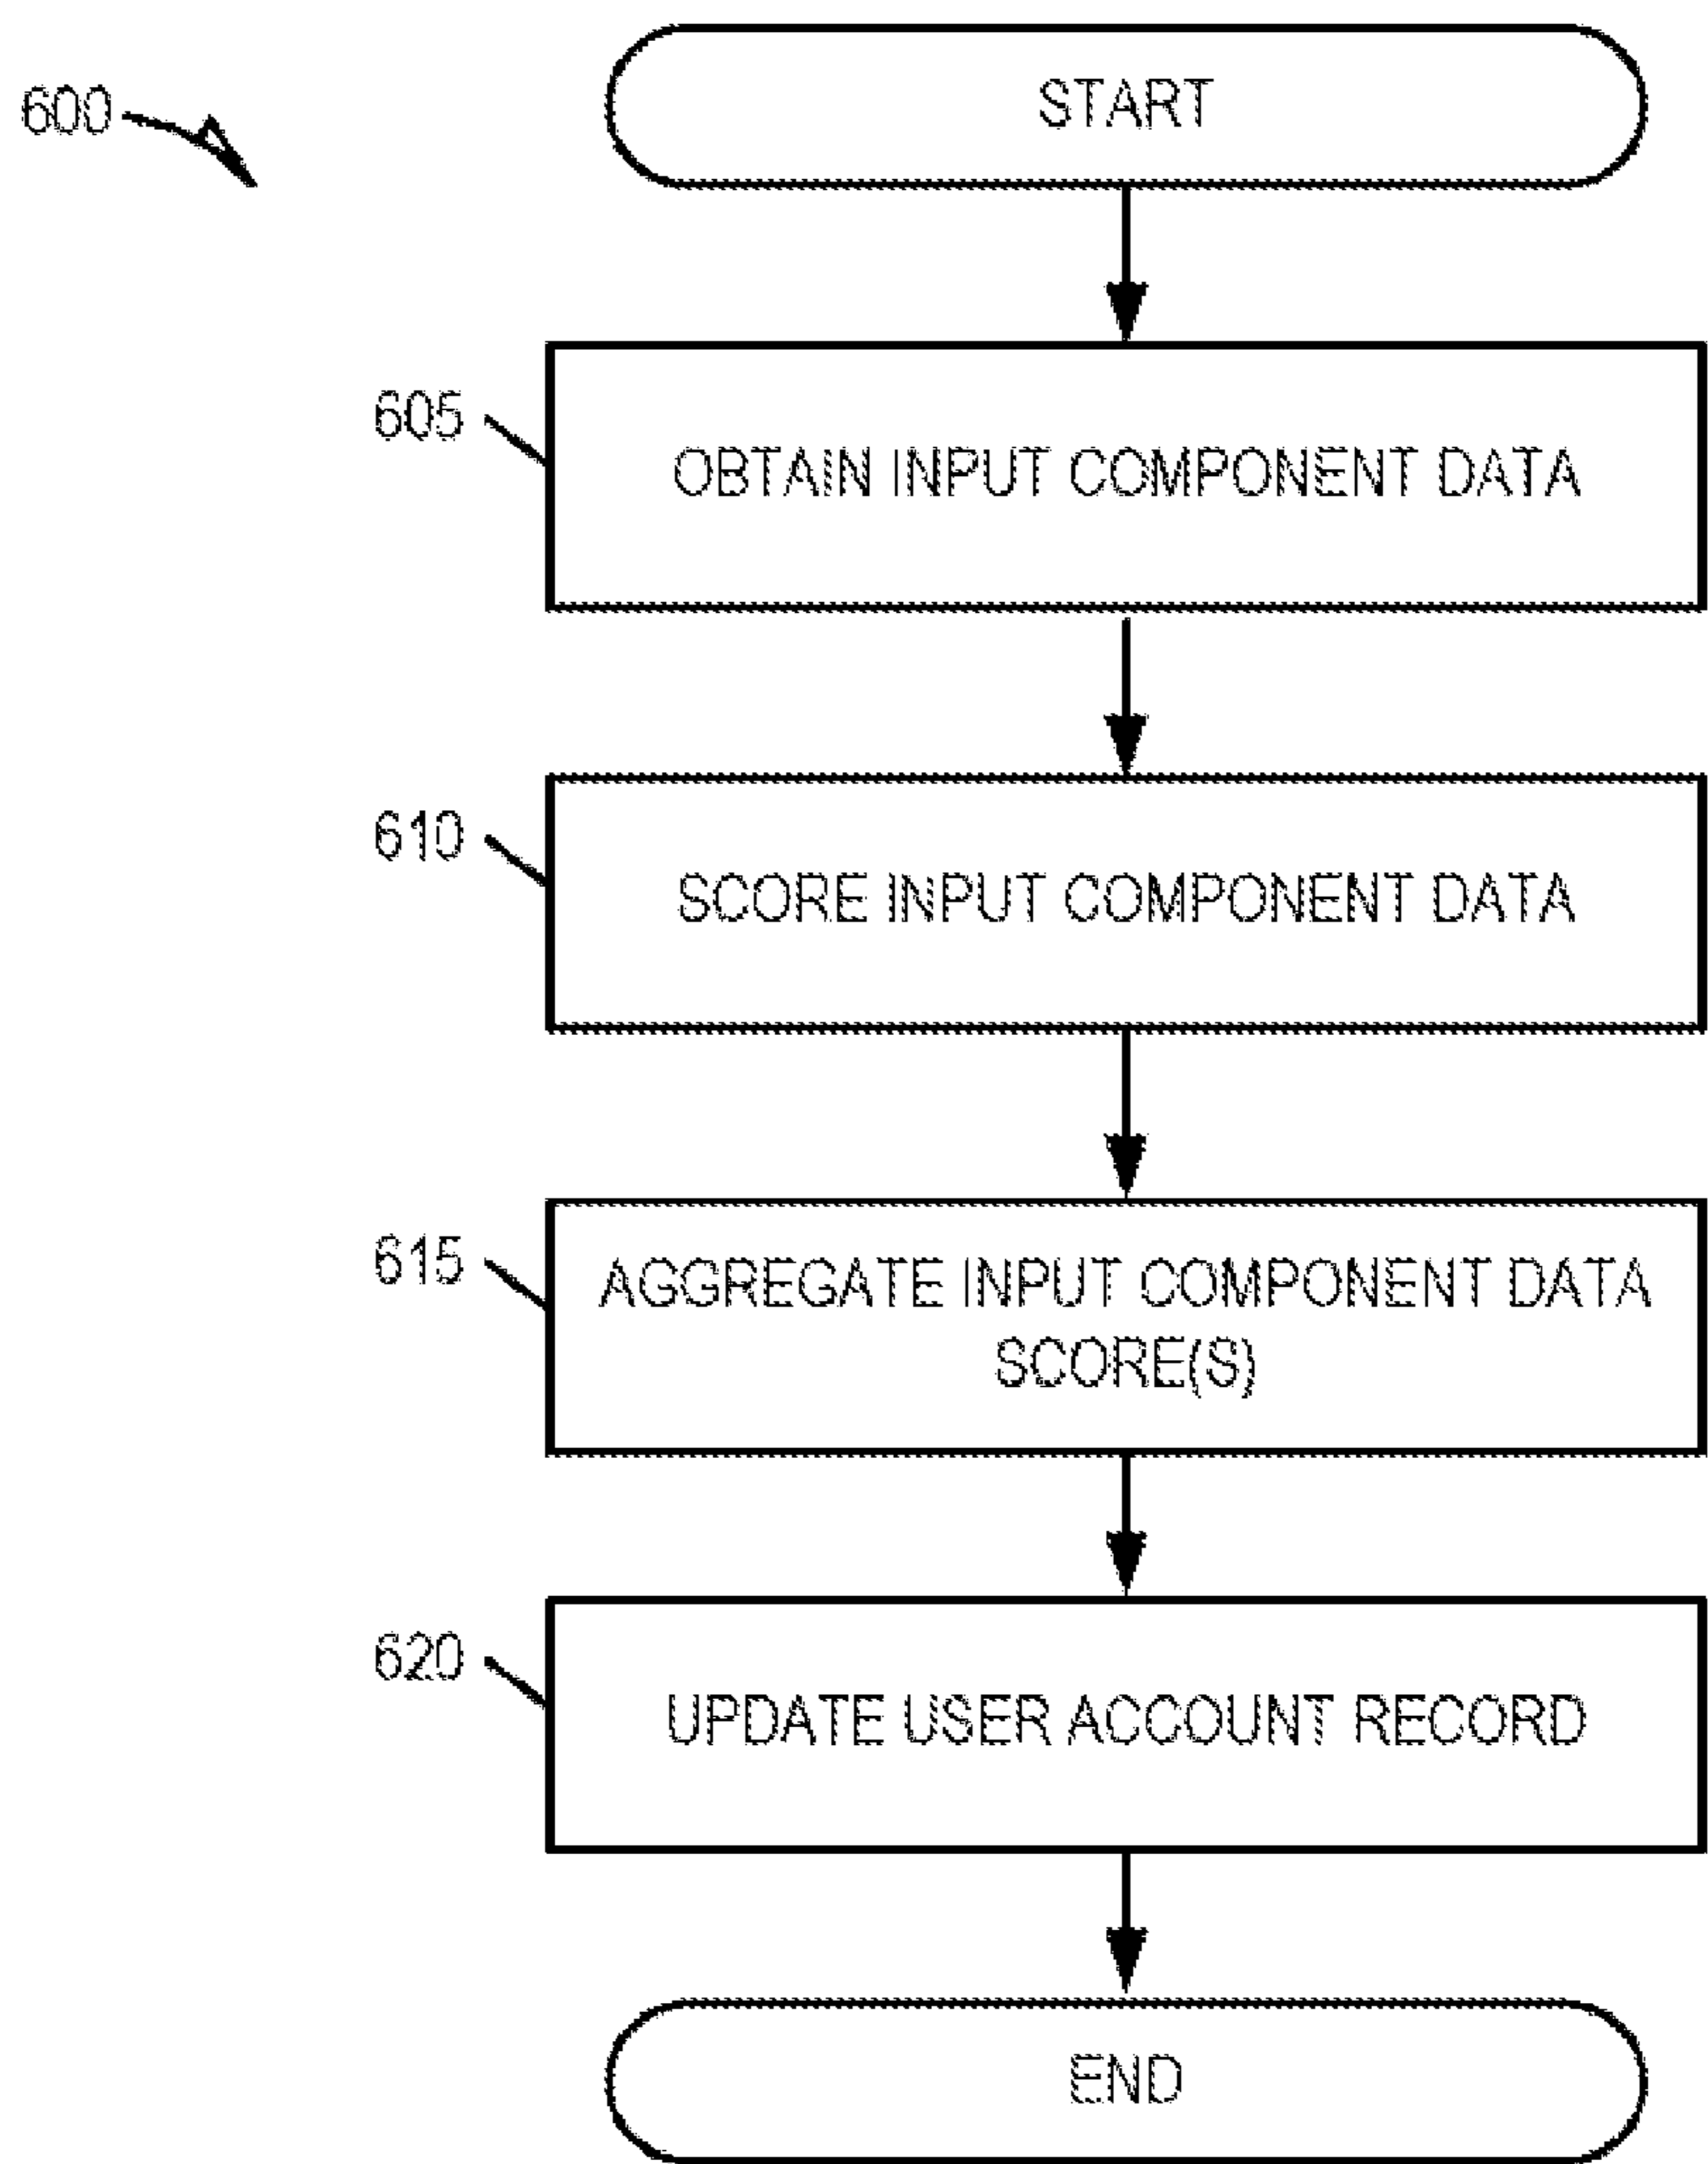 600
START
605
OBTAIN INPUT COMPONENT DATA
610
SCORE INPUT COMPONENT DATA
615
AGGREGATE INPUT COMPONENT DATA
SCORE(S)
620
UPDATE USER ACCOUNT RECORD
END